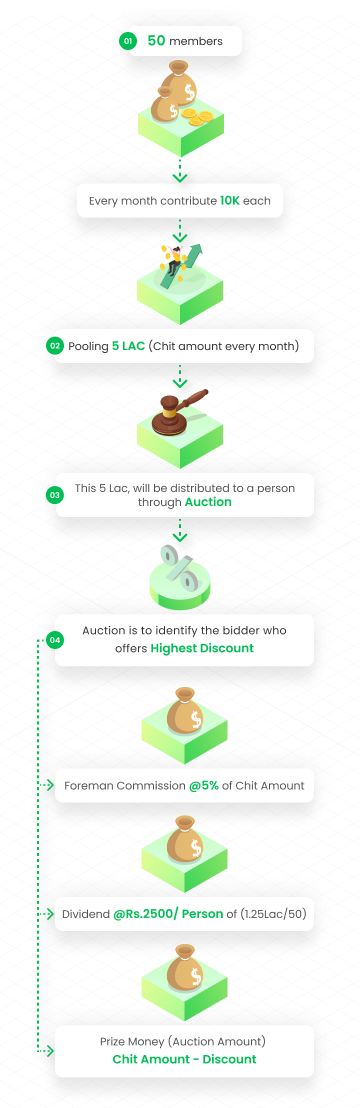 01 50 members
Every month contribute 10K each
02 Pooling 5 LAC (Chit amount every month)
03
This 5 Lac, will be distributed to a person
through Auction
04
Auction is to identify the bidder who
offers Highest Discount
Foreman Commission @5% of Chit Amount
Dividend @Rs.2500/ Person of (1.25Lac/50)
Prize Money (Auction Amount)
Chit Amount - Discount